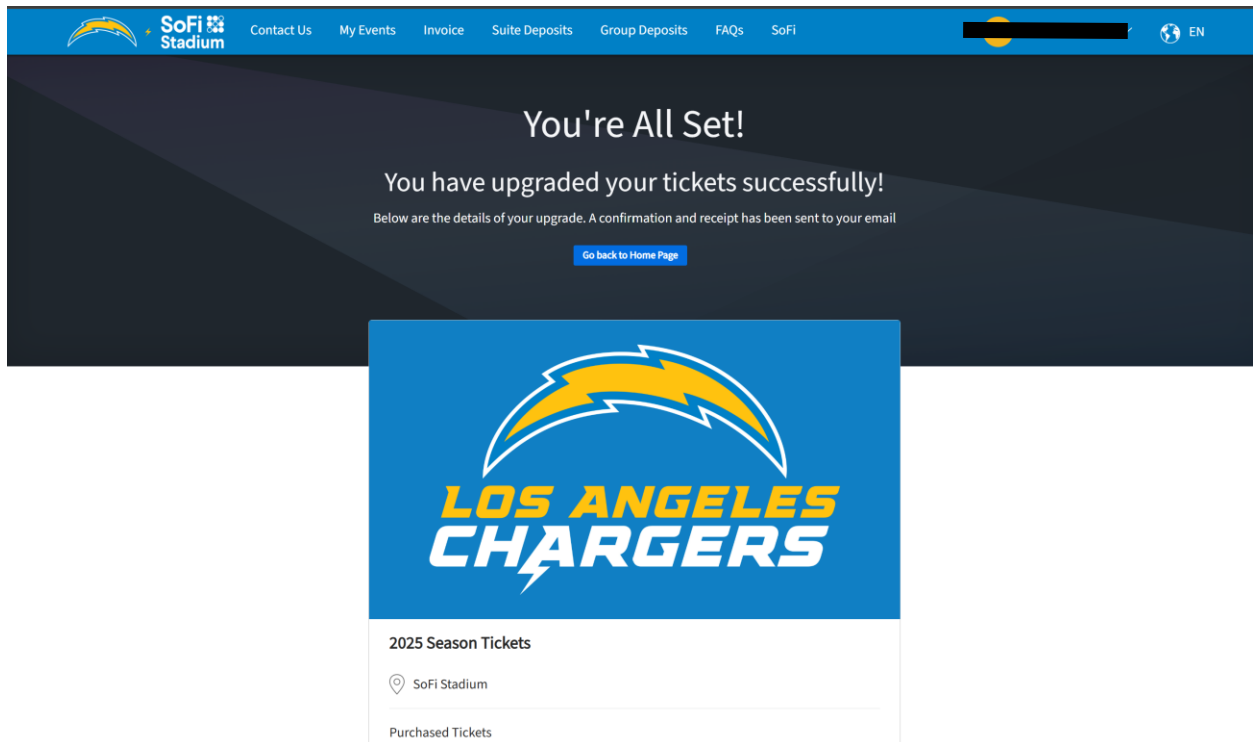 SoFi
Stadium
Contact Us
My Events
Invoice
Suite Deposits
Group Deposits
FAQs
SoFi
EN
You're All Set!
You have upgraded your tickets successfully!
Below are the details of your upgrade. A confirmation and receipt has been sent to your email
Go back to Home Page
LOS ANGELES
CHARGERS
2025 Season Tickets
SoFi Stadium
Purchased Tickets